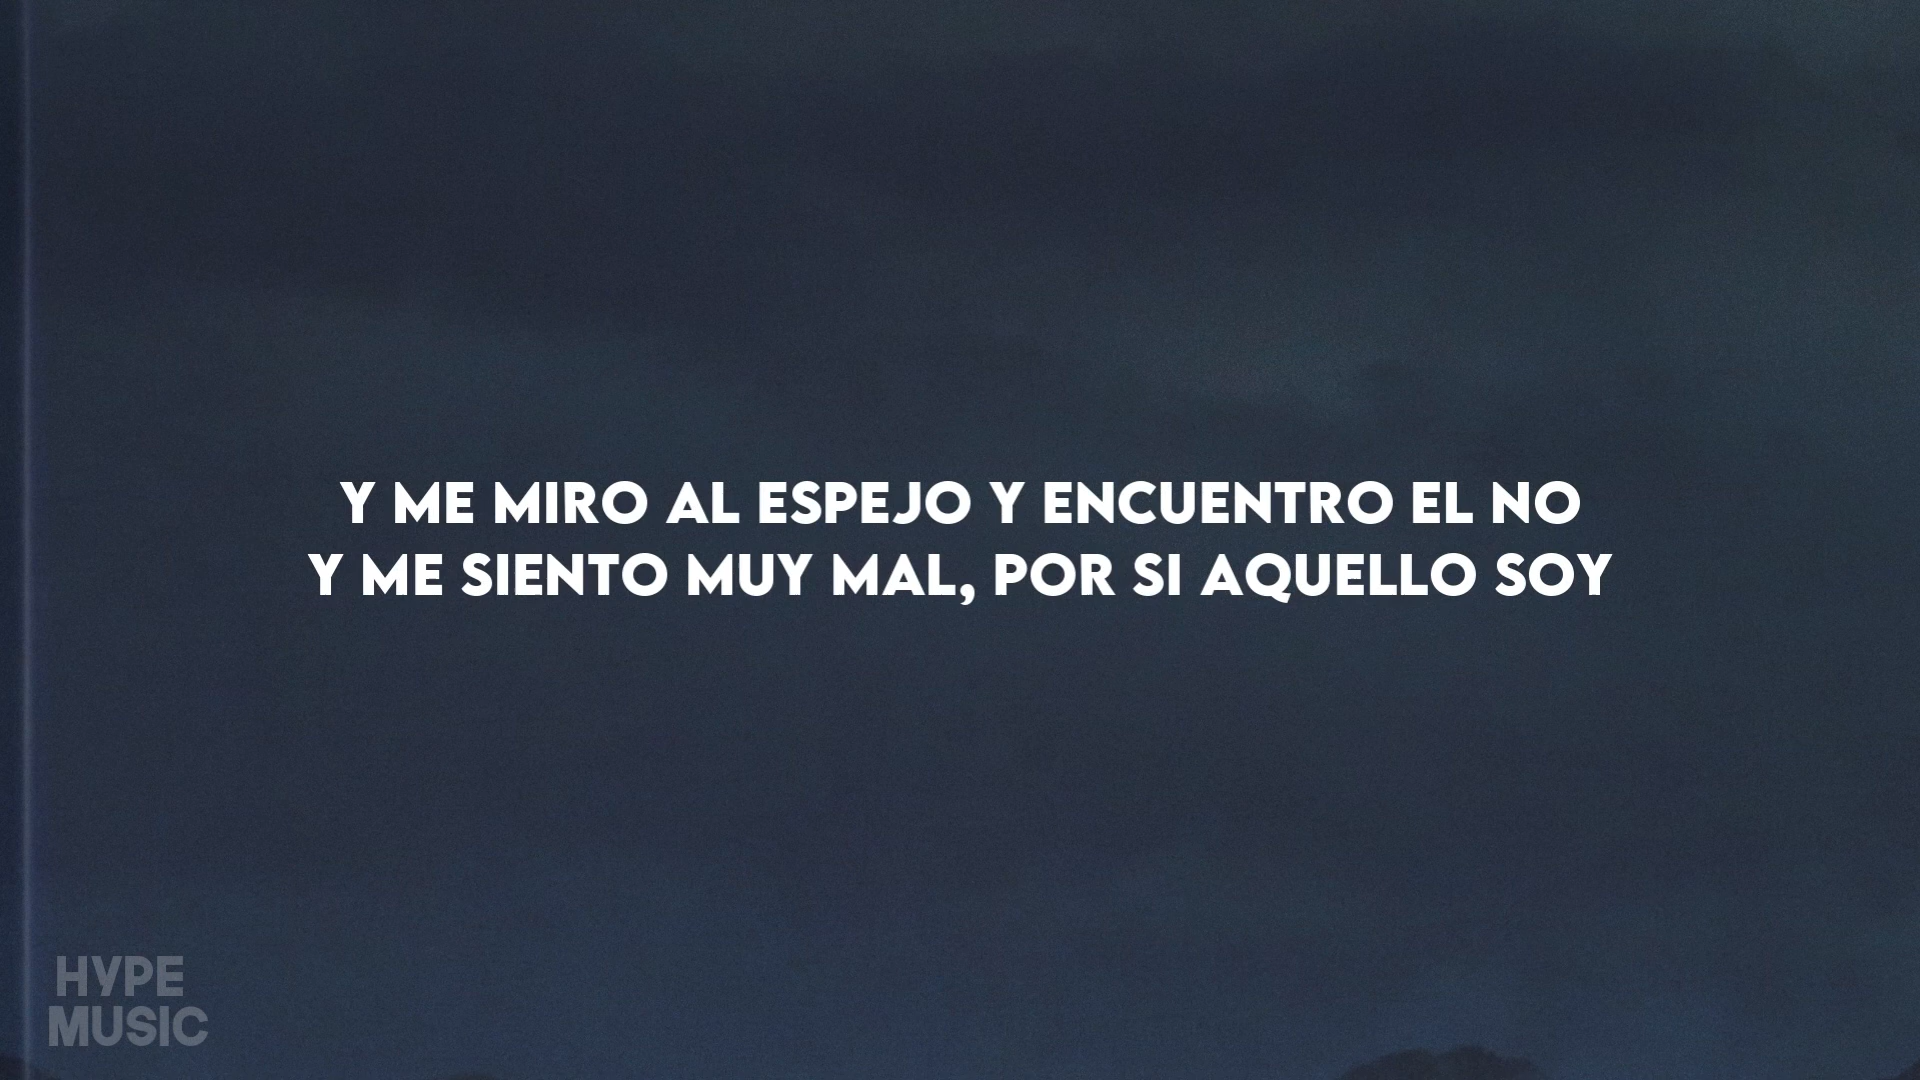 Y ME MIRO AL ESPEJO Y ENCUENTRO EL NO
Y ME SIENTO MUY MAL, POR SI AQUELLO SOY
HYPE
MUSIC